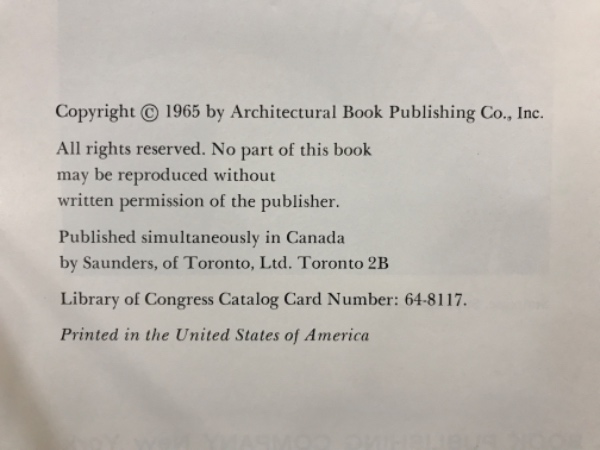 Copyright © 1965 by Architectural Book Publishing Co., Inc.
All rights reserved. No part of this book
may be reproduced without
written permission of the publisher.
Published simultaneously in Canada
by Saunders, of Toronto, Ltd. Toronto 2B
Library of Congress Catalog Card Number: 64-8117.
Printed in the United States of America